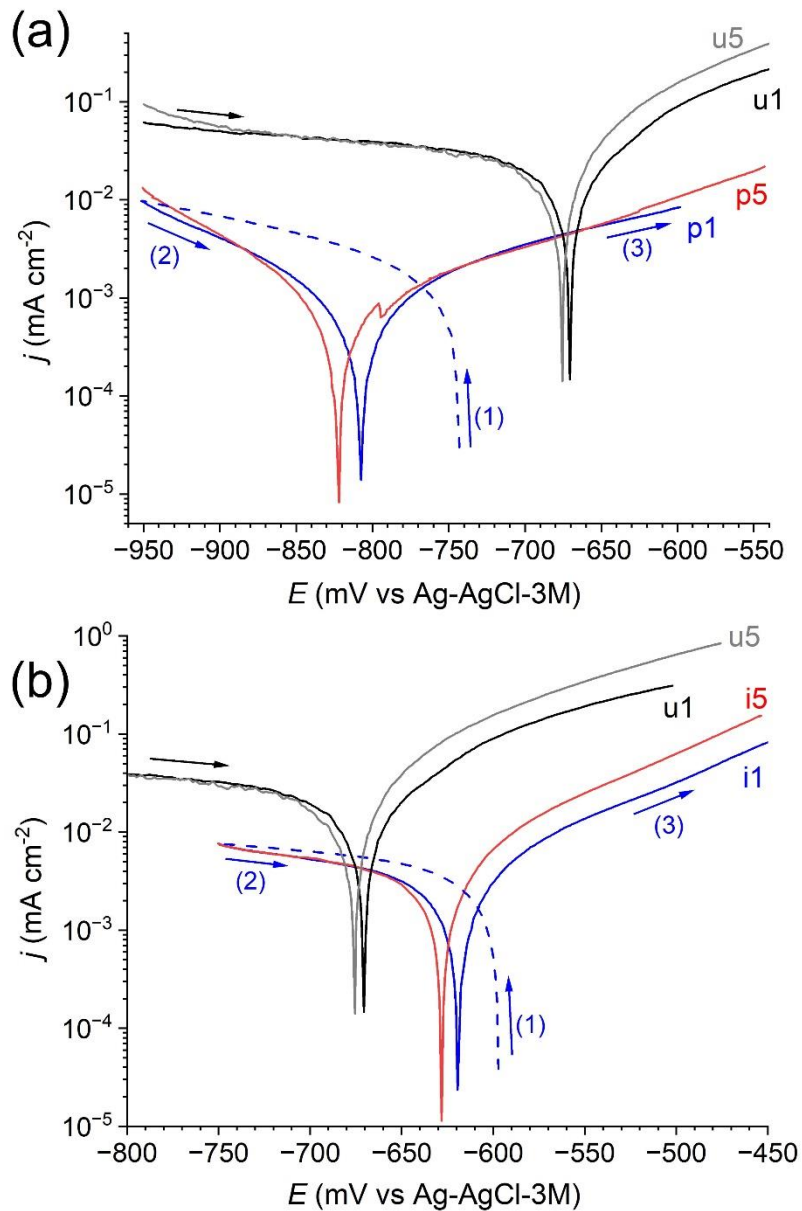 (a)
u5
u1
p5
p1
(2)
(3)
(1)
10⁻¹
10⁻²
10⁻³
10⁻⁴
10⁻⁵
j (mA cm⁻²)
−950 −900 −850 −800 −750 −700 −650 −600 −550
E (mV vs Ag-AgCl-3M)
(b)
u5
u1
i5
i1
(3)
(2)
(1)
10⁰
10⁻¹
10⁻²
10⁻³
10⁻⁴
10⁻⁵
j (mA cm⁻²)
−800 −750 −700 −650 −600 −550 −500 −450
E (mV vs Ag-AgCl-3M)